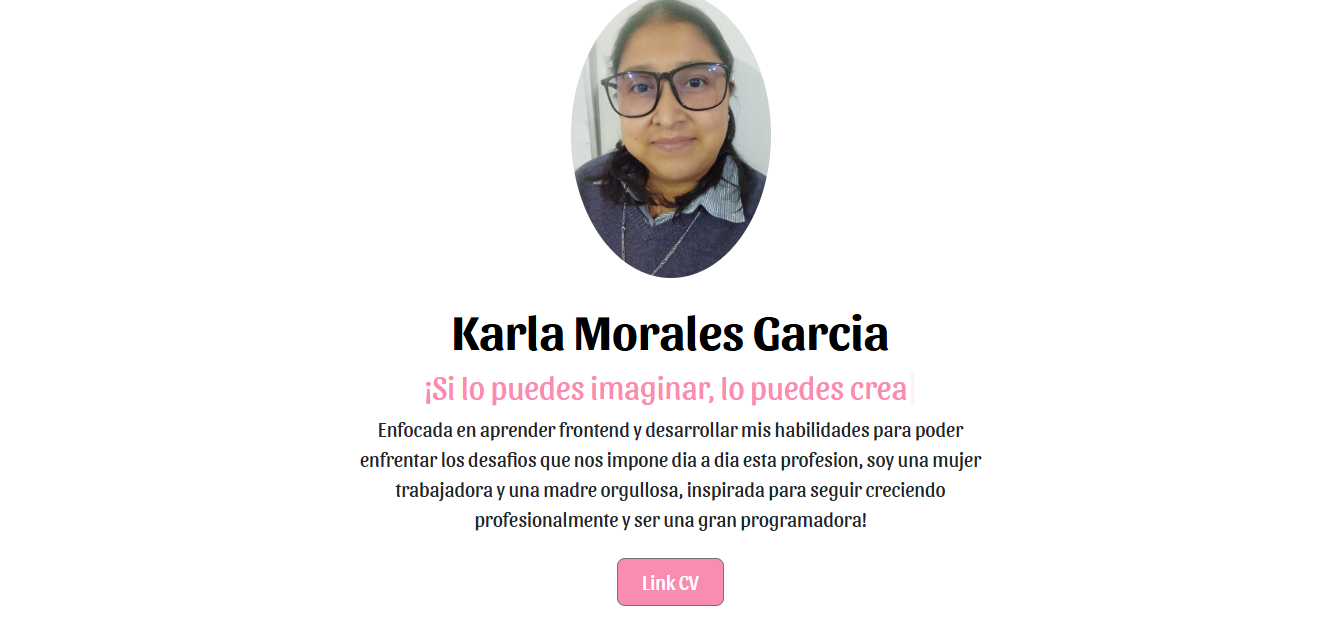 Karla Morales Garcia
¡Si lo puedes imaginar, lo puedes crea
Enfocada en aprender frontend y desarrollar mis habilidades para poder
enfrentar los desafios que nos impone dia a dia esta profesion, soy una mujer
trabajadora y una madre orgullosa, inspirada para seguir creciendo
profesionalmente y ser una gran programadora!
Link CV